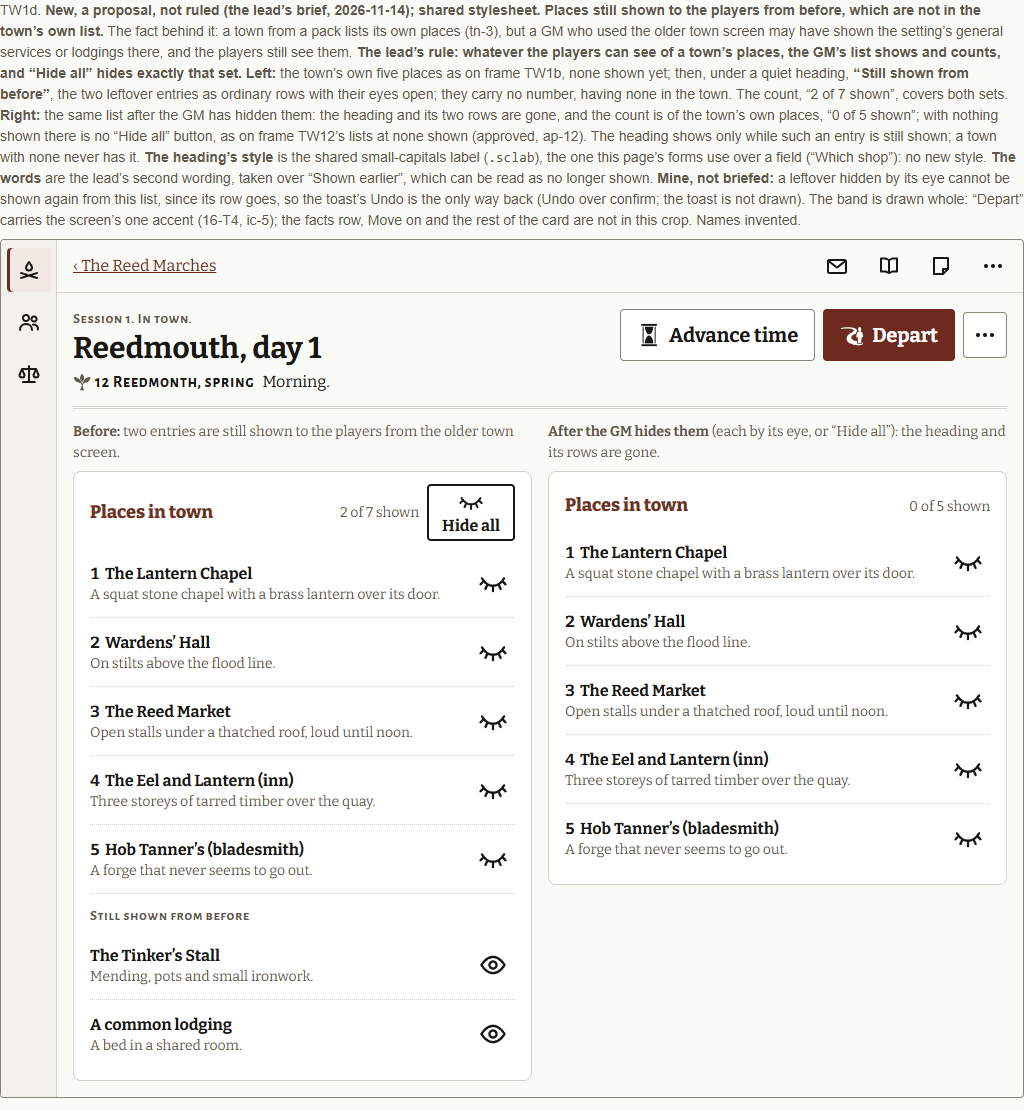 TW1d. New, a proposal, not ruled (the lead’s brief, 2026-11-14); shared stylesheet. Places still shown to the players from before, which are not in the
town’s own list. The fact behind it: a town from a pack lists its own places (tn-3), but a GM who used the older town screen may have shown the setting’s general
services or lodgings there, and the players still see them. The lead’s rule: whatever the players can see of a town’s places, the GM’s list shows and counts,
and “Hide all” hides exactly that set. Left: the town’s own five places as on frame TW1b, none shown yet; then, under a quiet heading, “Still shown from
before”, the two leftover entries as ordinary rows with their eyes open; they carry no number, having none in the town. The count, “2 of 7 shown”, covers both sets.
Right: the same list after the GM has hidden them: the heading and its two rows are gone, and the count is of the town’s own places, “0 of 5 shown”; with nothing
shown there is no “Hide all” button, as on frame TW12’s lists at none shown (approved, ap-12). The heading shows only while such an entry is still shown; a town
with none never has it. The heading’s style is the shared small-capitals label (.sclab), the one this page’s forms use over a field (“Which shop”): no new style. The
words are the lead’s second wording, taken over “Shown earlier”, which can be read as no longer shown. Mine, not briefed: a leftover hidden by its eye cannot be
shown again from this list, since its row goes, so the toast’s Undo is the only way back (Undo over confirm; the toast is not drawn). The band is drawn whole: “Depart”
carries the screen’s one accent (16-T4, ic-5); the facts row, Move on and the rest of the card are not in this crop. Names invented.
‹ The Reed Marches
Session 1. In town.
Reedmouth, day 1
12 Reedmonth, spring Morning.
Advance time
Depart
Before: two entries are still shown to the players from the older town
screen.
Places in town
2 of 7 shown
Hide all
1 The Lantern Chapel
A squat stone chapel with a brass lantern over its door.
2 Wardens’ Hall
On stilts above the flood line.
3 The Reed Market
Open stalls under a thatched roof, loud until noon.
4 The Eel and Lantern (inn)
Three storeys of tarred timber over the quay.
5 Hob Tanner’s (bladesmith)
A forge that never seems to go out.
Still shown from before
The Tinker’s Stall
Mending, pots and small ironwork.
A common lodging
A bed in a shared room.
After the GM hides them (each by its eye, or “Hide all”): the heading and
its rows are gone.
Places in town
0 of 5 shown
1 The Lantern Chapel
A squat stone chapel with a brass lantern over its door.
2 Wardens’ Hall
On stilts above the flood line.
3 The Reed Market
Open stalls under a thatched roof, loud until noon.
4 The Eel and Lantern (inn)
Three storeys of tarred timber over the quay.
5 Hob Tanner’s (bladesmith)
A forge that never seems to go out.